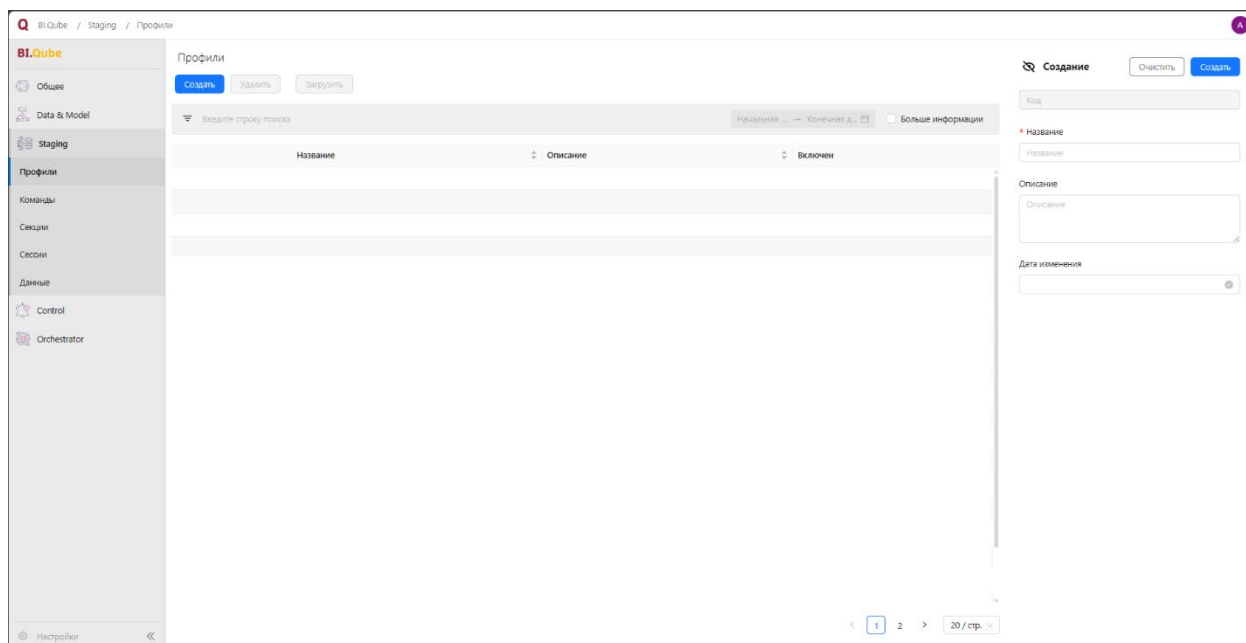 Q BI.Qube / Staging / Профили
A
BI.Qube
Общее
Data & Model
Staging
Профили
Команды
Секции
Сессии
Данные
Control
Orchestrator
Настройки
Профили
Создать Удалить Загрузить
Введите строку поиска Начальная ... → Конечная д... Больше информации
Название Описание Включен
1 2 20 / стр.
Создание Очистить Создать
Код
* Название
Название
Описание
Описание
Дата изменения